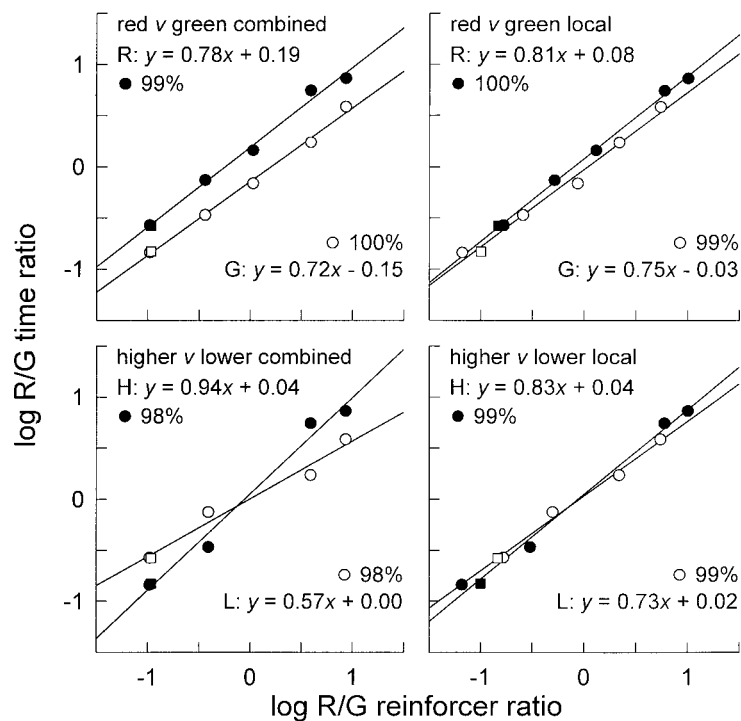 red v green combined
R: y = 0.78x + 0.19
99%
100%
G: y = 0.72x - 0.15
red v green local
R: y = 0.81x + 0.08
100%
99%
G: y = 0.75x - 0.03
higher v lower combined
H: y = 0.94x + 0.04
98%
98%
L: y = 0.57x + 0.00
higher v lower local
H: y = 0.83x + 0.04
99%
99%
L: y = 0.73x + 0.02
1
0
-1
1
0
-1
-1
0
1
-1
0
1
log R/G time ratio
log R/G reinforcer ratio